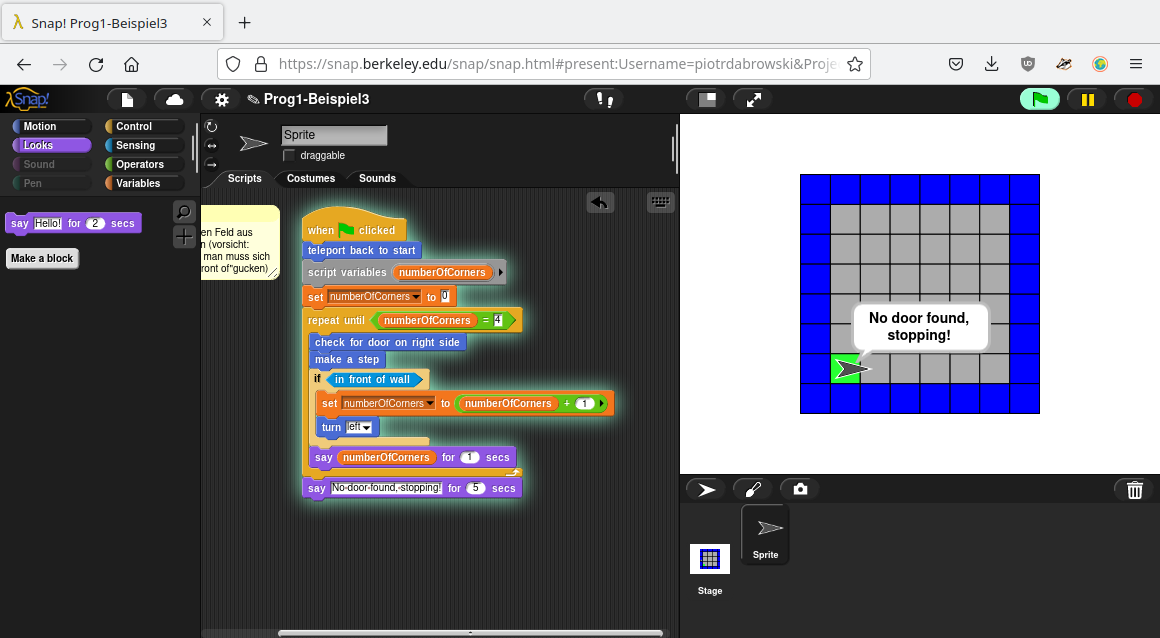 Snap! Prog1-Beispiel3
https://snap.berkeley.edu/snap/snap.html#present:Username=piotrdabrowski&Proje
Snap!
Prog1-Beispiel3
Motion
Control
Looks
Sensing
Sound
Operators
Pen
Variables
Sprite
draggable
Scripts
Costumes
Sounds
say Hello! for 2 secs
Make a block
en Feld aus
n (vorsicht:
man muss sich
ront of"gucken)
when clicked
teleport back to start
script variables numberOfCorners
set numberOfCorners to 0
repeat until numberOfCorners = 4
check for door on right side
make a step
if in front of wall
set numberOfCorners to numberOfCorners + 1
turn left
say numberOfCorners for 1 secs
say No-door-found,-stopping! for 5 secs
No door found,
stopping!
Sprite
Stage